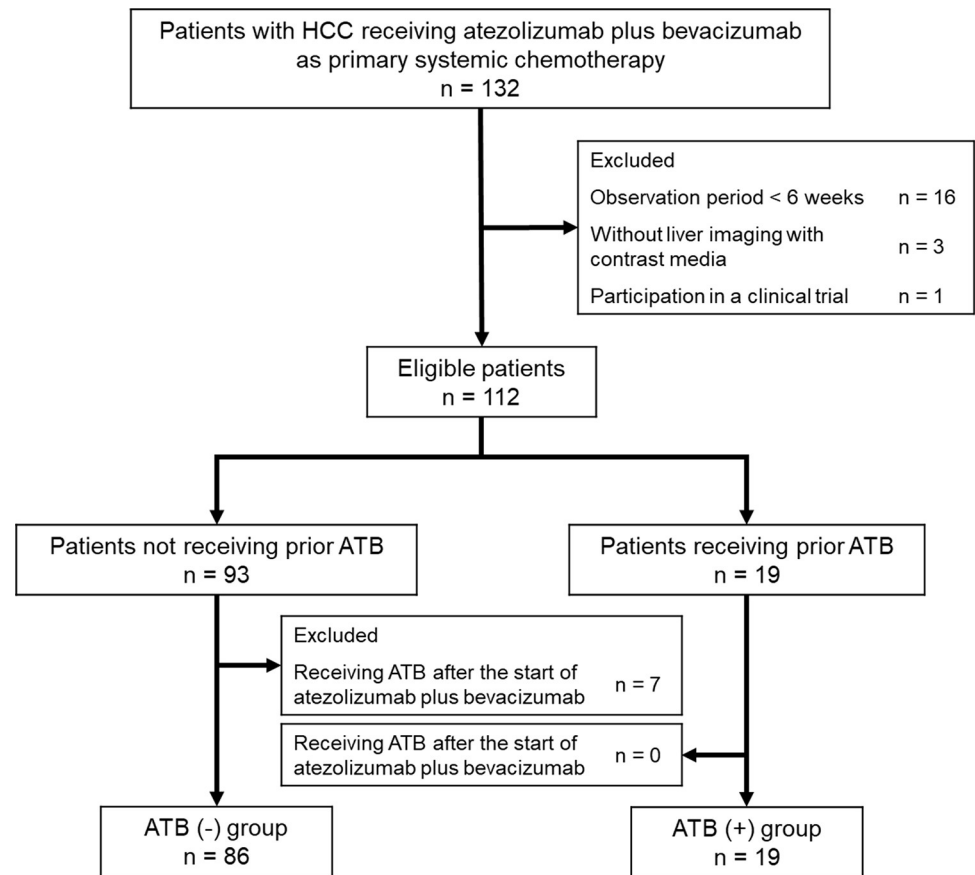 Patients with HCC receiving atezolizumab plus bevacizumab
as primary systemic chemotherapy
n = 132
Excluded
Observation period < 6 weeks n = 16
Without liver imaging with
contrast media n = 3
Participation in a clinical trial n = 1
Eligible patients
n = 112
Patients not receiving prior ATB
n = 93
Patients receiving prior ATB
n = 19
Excluded
Receiving ATB after the start of
atezolizumab plus bevacizumab n = 7
Receiving ATB after the start of
atezolizumab plus bevacizumab n = 0
ATB (-) group
n = 86
ATB (+) group
n = 19